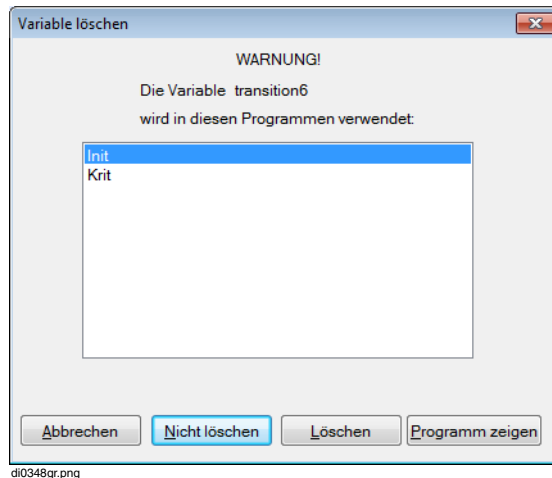 Variable löschen
WARNUNG!
Die Variable transition6
wird in diesen Programmen verwendet:
Init
Krit
Abbrechen Nicht löschen Löschen Programm zeigen
di0348gr.png